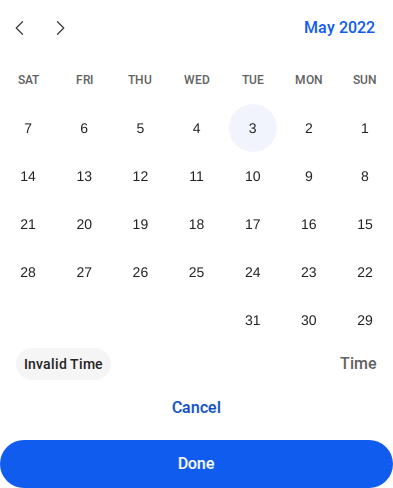 May 2022
SAT FRI THU WED TUE MON SUN
7 6 5 4 3 2 1
14 13 12 11 10 9 8
21 20 19 18 17 16 15
28 27 26 25 24 23 22
31 30 29
Invalid Time Time
Cancel
Done